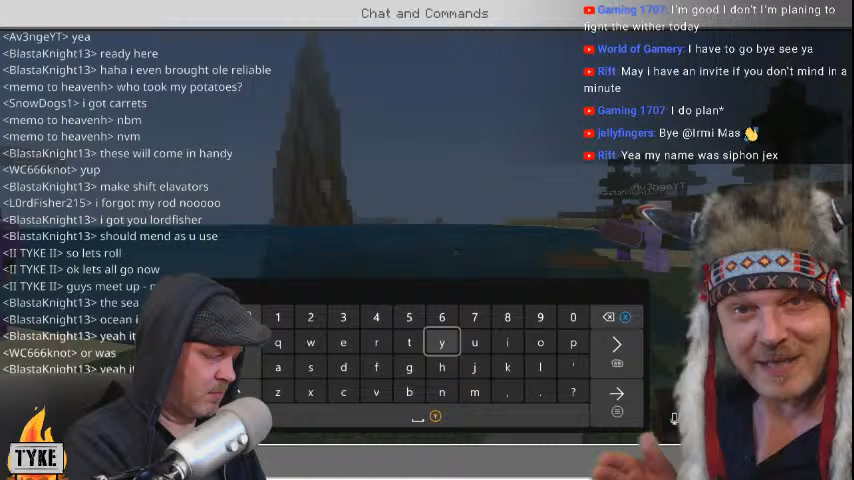 Chat and Commands
<Av3ngeYT> yea
<BlastaKnight13> ready here
<BlastaKnight13> haha i even brought ole reliable
<memo to heavenh> who took my potatoes?
<SnowDogs1> i got carrets
<memo to heavenh> nbm
<memo to heavenh> nvm
<BlastaKnight13> these will come in handy
<WC666knot> yup
<BlastaKnight13> make shift elavators
<L0rdFisher215> i forgot my rod nooooo
<BlastaKnight13> i got you lordfisher
<BlastaKnight13> should mend as u use
<II TYKE II> so lets roll
<II TYKE II> ok lets all go now
<II TYKE II> guys meet up -
<BlastaKnight13> the sea
<BlastaKnight13> ocean i
<BlastaKnight13> yeah it
<WC666knot> or was
<BlastaKnight13> yeah it
Gaming 1707: I'm good I don't I'm planing to
fight the wither today
World of Gamery: I have to go bye see ya
Rift: May i have an invite if you don't mind in a
minute
Gaming 1707: I do plan*
jellyfingers: Bye @Irmi Mas 👋
Rift: Yea my name was siphon jex
Av3ngeYT
1 2 3 4 5 6 7 8 9 0
q w e r t y u i o p
a s d f g h j k l '
z x c v b n m , . ?
X
Y
TYKE